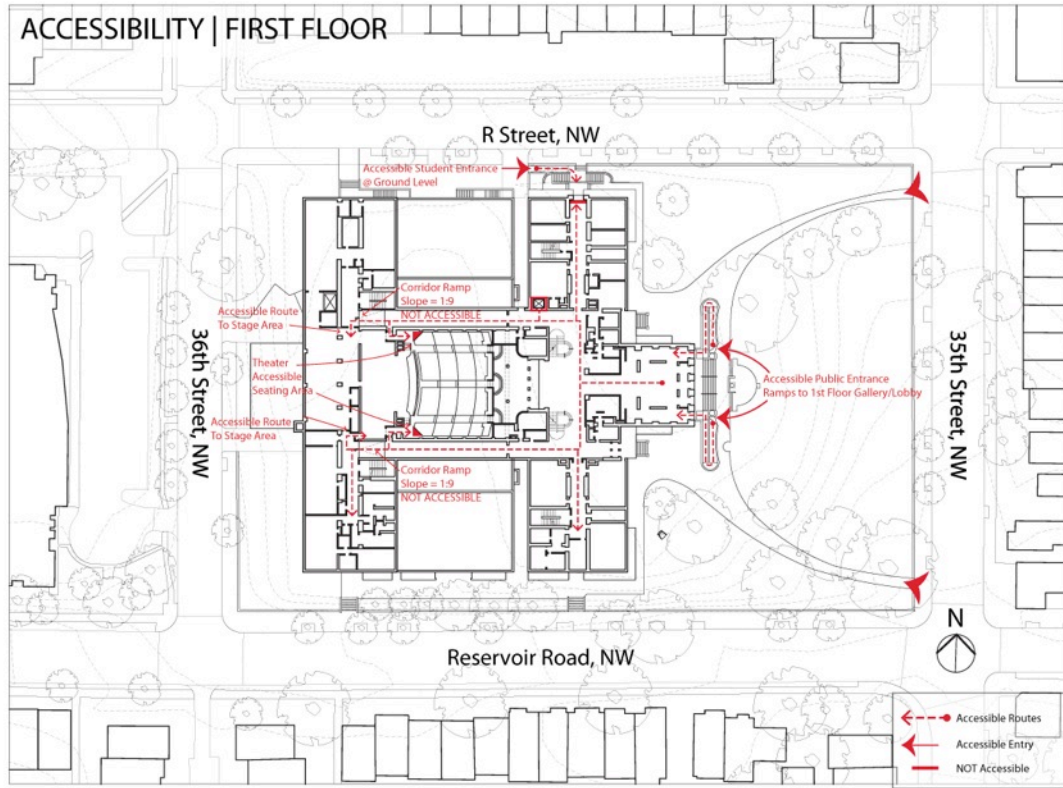 ACCESSIBILITY | FIRST FLOOR
R Street, NW
Accessible Student Entrance
@ Ground Level
Corridor Ramp
Slope = 1:9
NOT ACCESSIBLE
Accessible Route
To Stage Area
36th Street, NW
Theater
Accessible
Seating Area
Accessible Public Entrance
Ramps to 1st Floor Gallery/Lobby
35th Street, NW
Accessible Route
To Stage Area
Corridor Ramp
Slope = 1:9
NOT ACCESSIBLE
N
Reservoir Road, NW
Accessible Routes
Accessible Entry
NOT Accessible